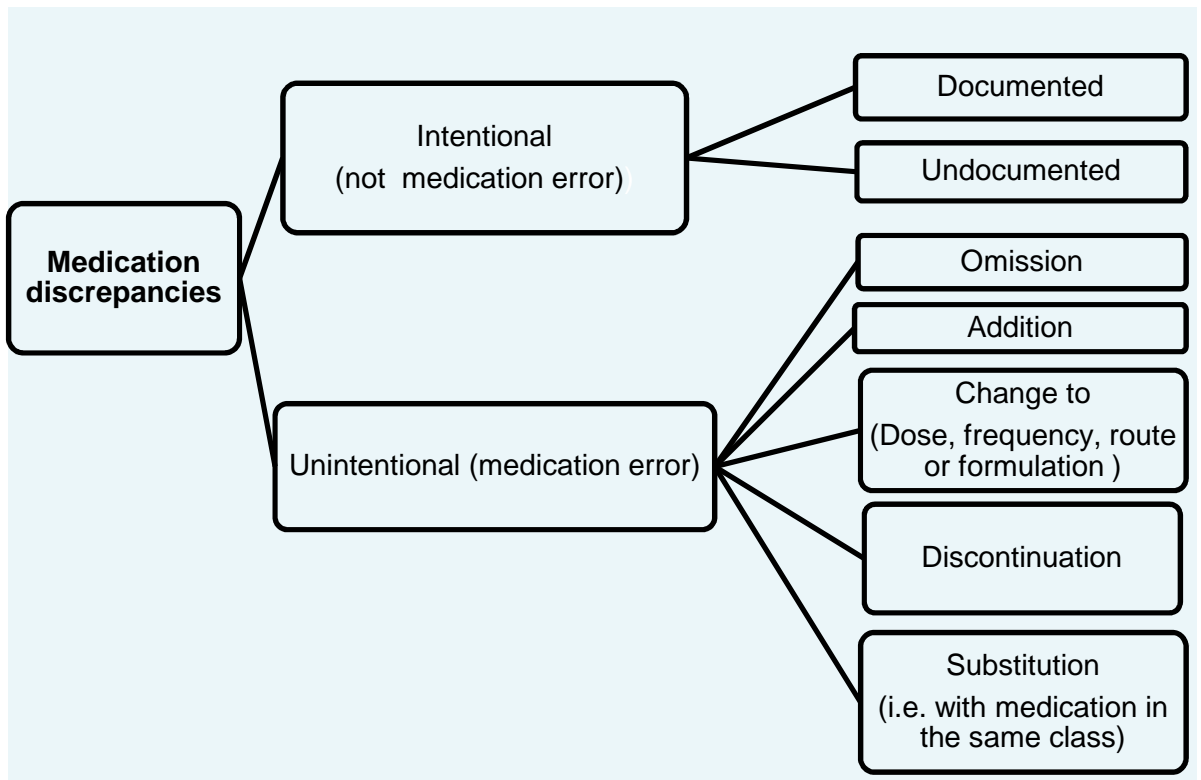 Medication
discrepancies
Intentional
(not  medication error)
Unintentional (medication error)
Documented
Undocumented
Omission
Addition
Change to
(Dose, frequency, route
or formulation )
Discontinuation
Substitution
(i.e. with medication in
the same class)